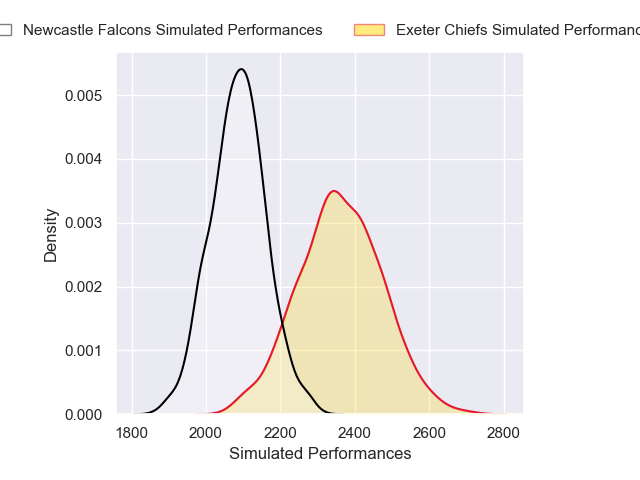 Newcastle Falcons Simulated Performances
Exeter Chiefs Simulated
Density
0.005
0.004
0.003
0.002
0.001
0.000
1800 2000 2200 2400 2600 2800
Simulated Performances